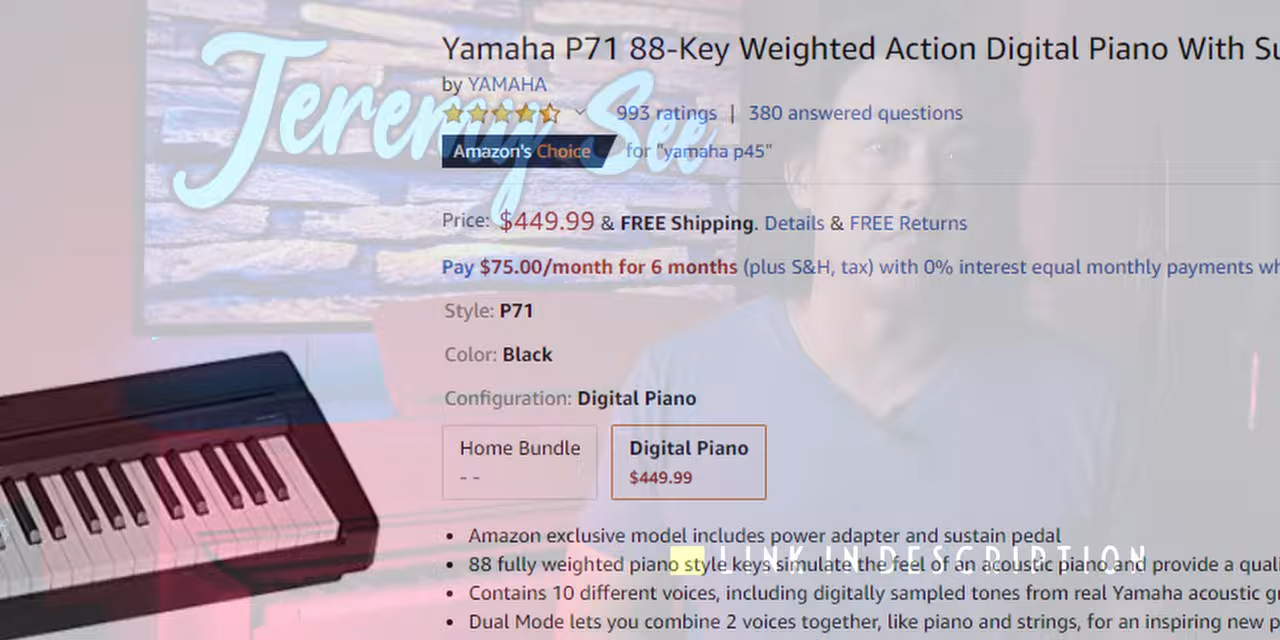 Jeremy See
Yamaha P71 88-Key Weighted Action Digital Piano With Su
by YAMAHA
993 ratings | 380 answered questions
Amazon's Choice for "yamaha p45"
Price: $449.99 & FREE Shipping. Details & FREE Returns
Pay $75.00/month for 6 months (plus S&H, tax) with 0% interest equal monthly payments wh
Style: P71
Color: Black
Configuration: Digital Piano
Home Bundle
Digital Piano
- -
$449.99
• Amazon exclusive model includes power adapter and sustain pedal
LINK IN DESCRIPTION
• 88 fully weighted piano style keys simulate the feel of an acoustic piano and provide a quali
• Contains 10 different voices, including digitally sampled tones from real Yamaha acoustic gr
• Dual Mode lets you combine 2 voices together, like piano and strings, for an inspiring new p